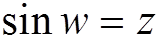 sin w = z